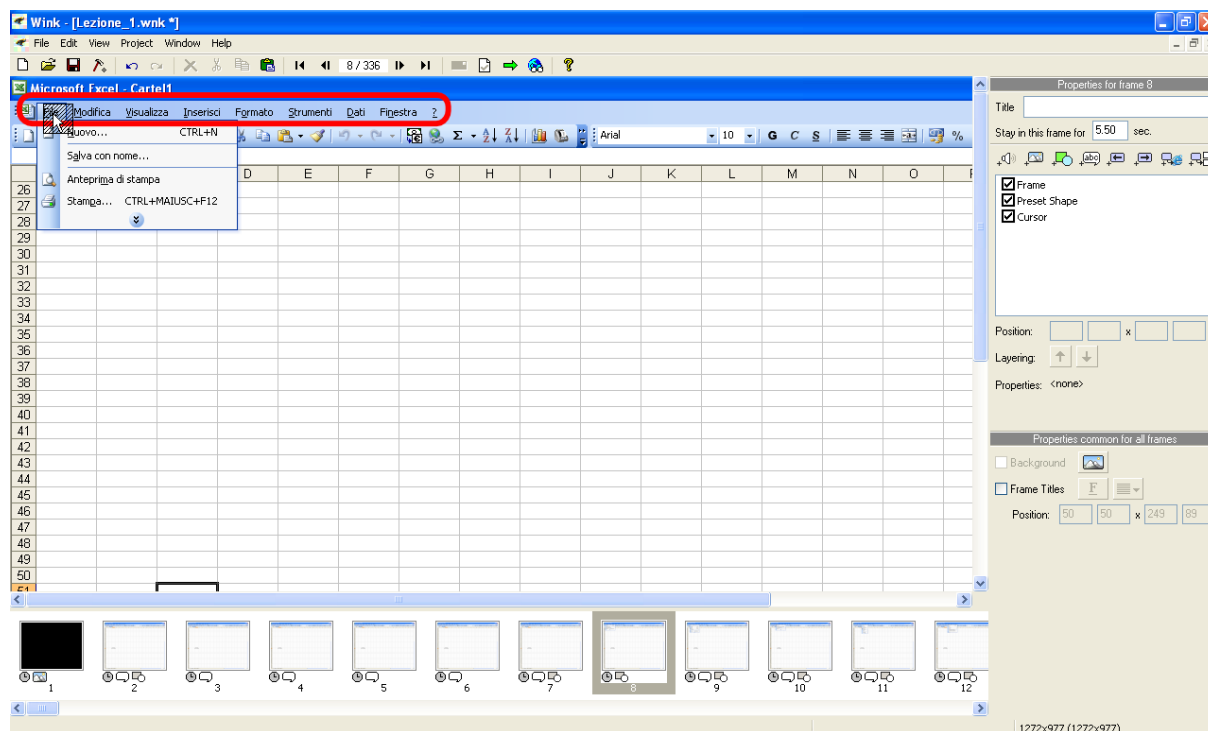 Wink - [Lezione_1.wnk *]
File Edit View Project Window Help
8 / 336
Microsoft Excel - Cartel1
Modifica Visualizza Inserisci Formato Strumenti Dati Finestra ?
Arial 10 G C S %
Nuovo... CTRL+N
Salva con nome...
Anteprima di stampa
Stampa... CTRL+MAIUSC+F12
D E F G H I J K L M N O
26
27
28
29
30
31
32
33
34
35
36
37
38
39
40
41
42
43
44
45
46
47
48
49
50
51
Properties for frame 8
Title
Stay in this frame for 5.50 sec.
Frame
Preset Shape
Cursor
Position: x
Layering:
Properties: <none>
Properties common for all frames
Background
Frame Titles F
Position: 50 50 x 249 89
1 2 3 4 5 6 7 8 9 10 11 12
1272x977 (1272x977)